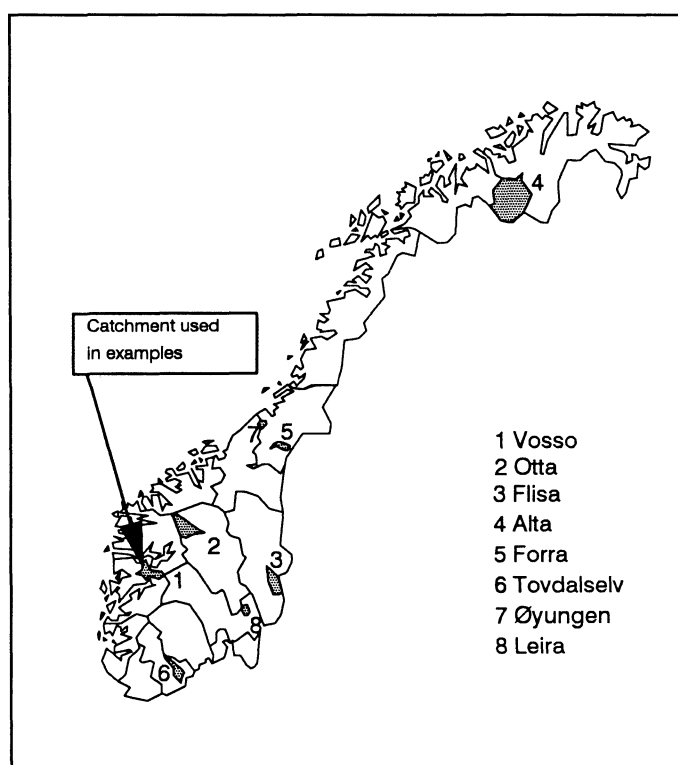 4
Catchment used
in examples
7
5
2
3
1
8
6
1 Vosso
2 Otta
3 Flisa
4 Alta
5 Forra
6 Tovdalselv
7 Øyungen
8 Leira